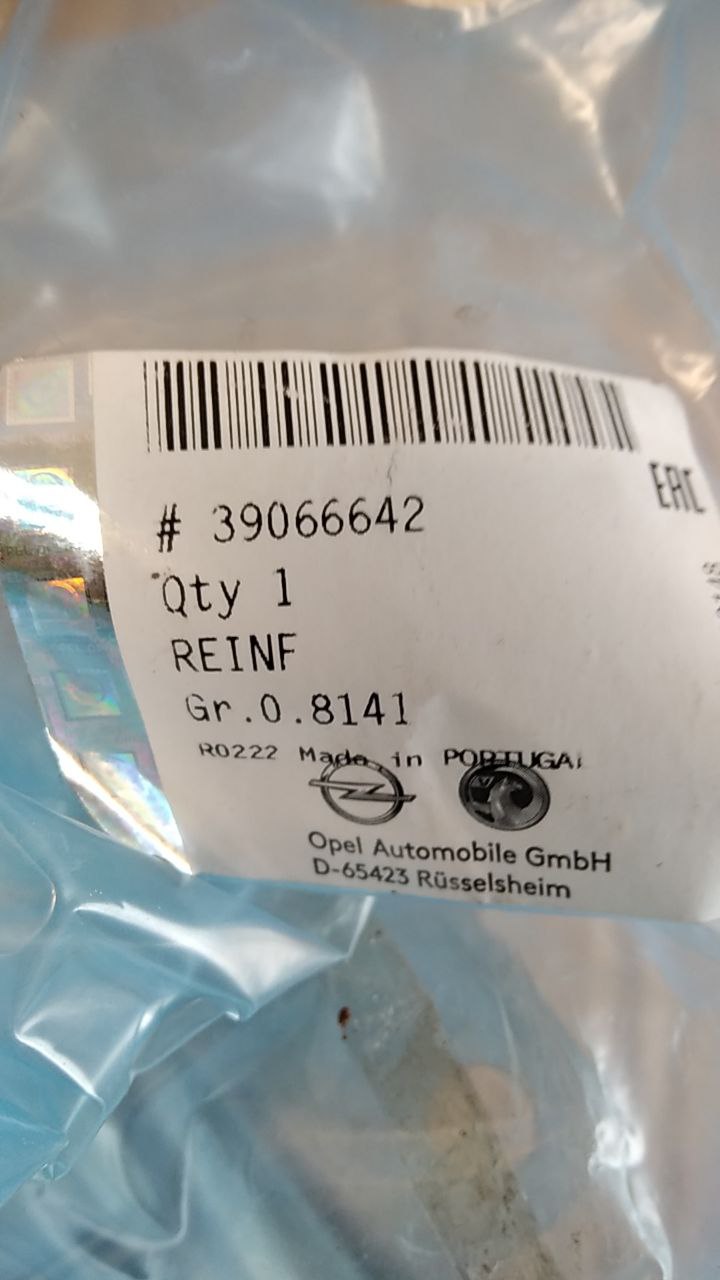 EAC
# 39066642
Qty 1
REINF
Gr.0.8141
R0222 Made in PORTUGAL
Opel Automobile GmbH
D-65423 Rüsselsheim